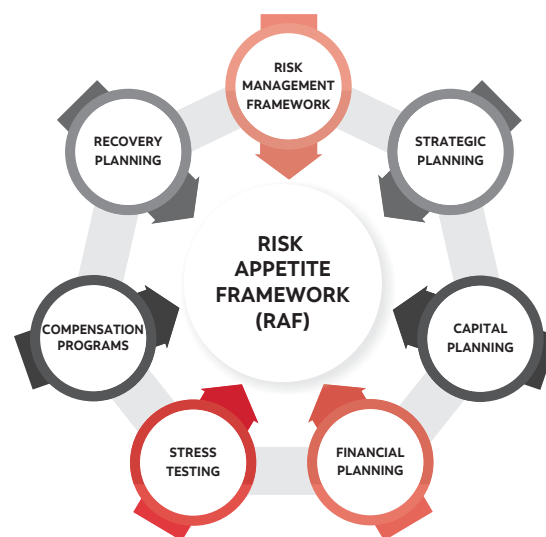 RISK
MANAGEMENT
FRAMEWORK
RECOVERY
PLANNING
STRATEGIC
PLANNING
RISK
APPETITE
FRAMEWORK
(RAF)
COMPENSATION
PROGRAMS
CAPITAL
PLANNING
STRESS
TESTING
FINANCIAL
PLANNING